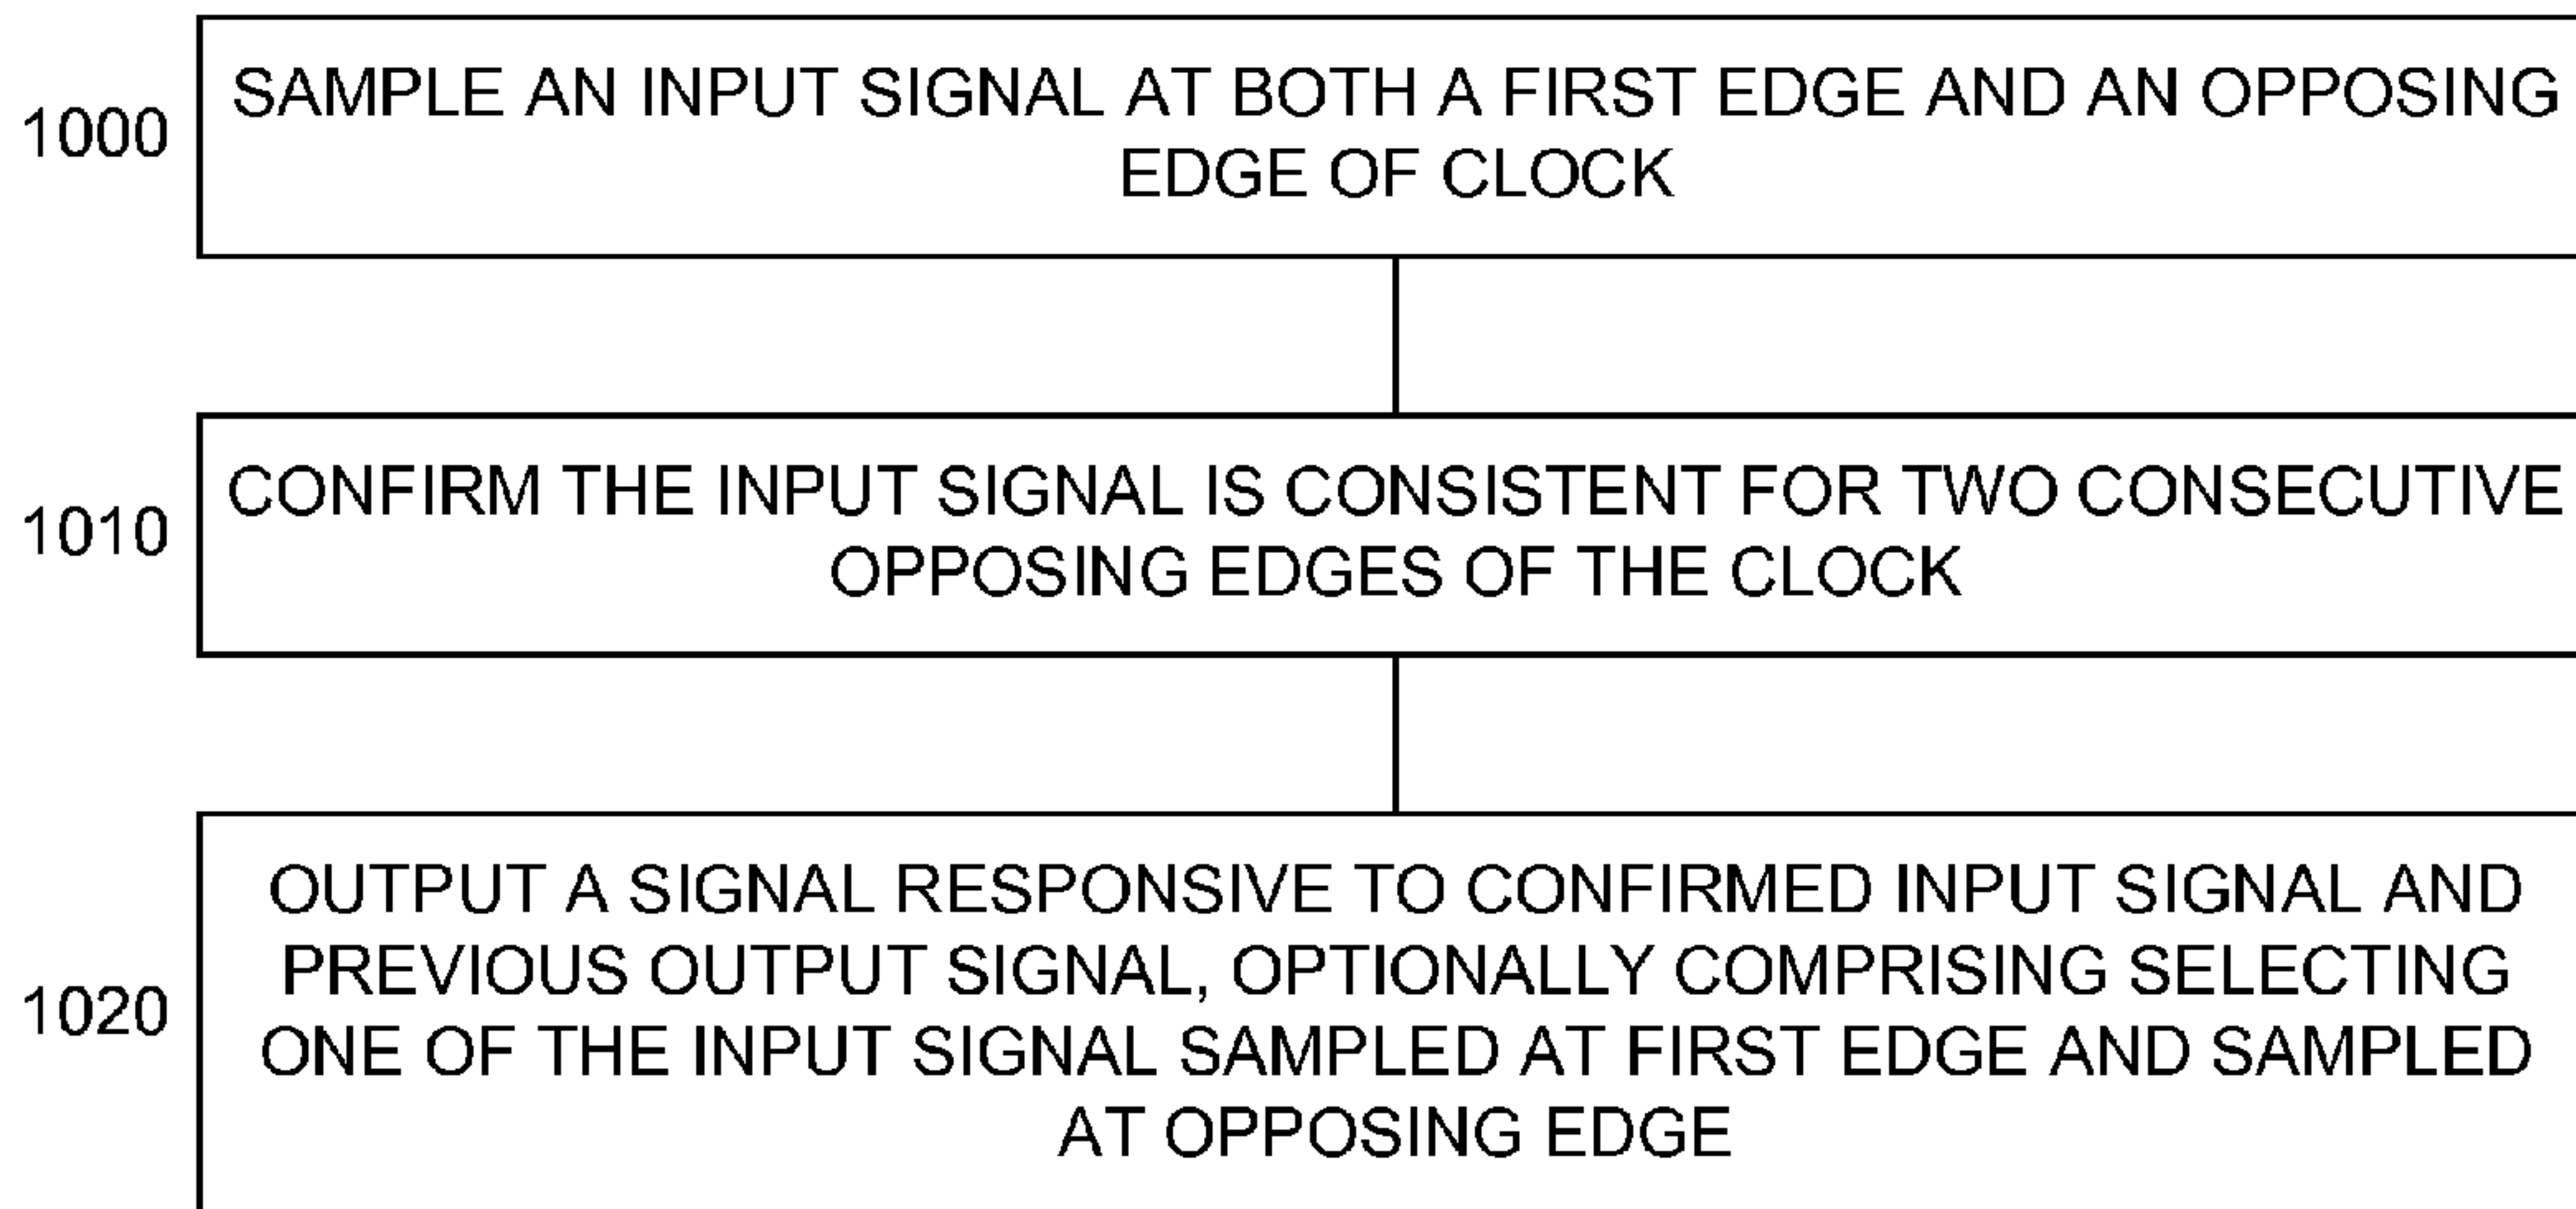 SAMPLE AN INPUT SIGNAL AT BOTH A FIRST EDGE AND AN OPPOSING
1000
EDGE OF CLOCK
CONFIRM THE INPUT SIGNAL IS CONSISTENT FOR TWO CONSECUTIVE
1010
OPPOSING EDGES OF THE CLOCK
OUTPUT A SIGNAL RESPONSIVE TO CONFIRMED INPUT SIGNAL AND
PREVIOUS OUTPUT SIGNAL, OPTIONALLY COMPRISING SELECTING
1020
ONE OF THE INPUT SIGNAL SAMPLED AT FIRST EDGE AND SAMPLED
AT OPPOSING EDGE